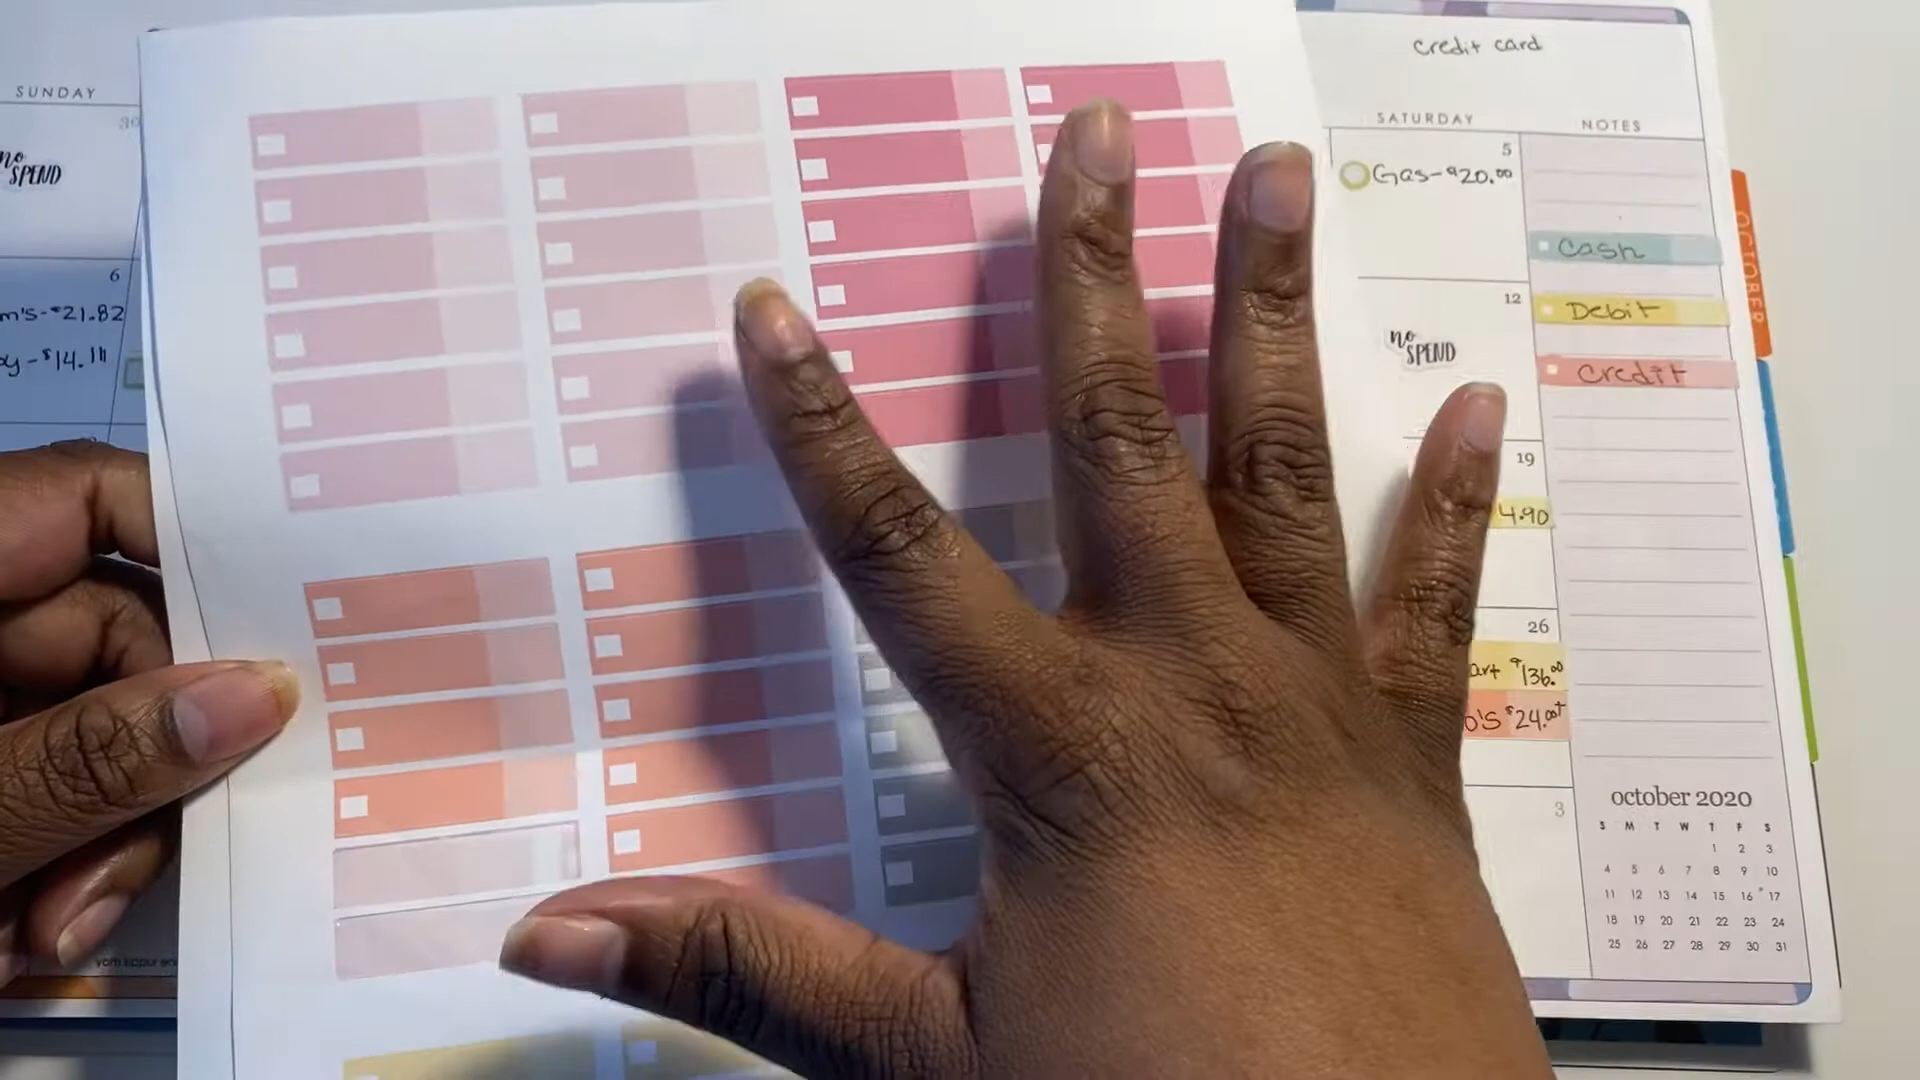 credit card
SUNDAY
SATURDAY
NOTES
30
5
no
SPEND
Gas-$20.00
Cash
6
12
m's-$21.82
Debit
no
SPEND
y-$14.11
Credit
OCTOBER
19
4.90
26
art $136.00
o's $24.00
3
october 2020
S M T W T F S
1 2 3
4 5 6 7 8 9 10
11 12 13 14 15 16 17
18 19 20 21 22 23 24
25 26 27 28 29 30 31
yom kippur